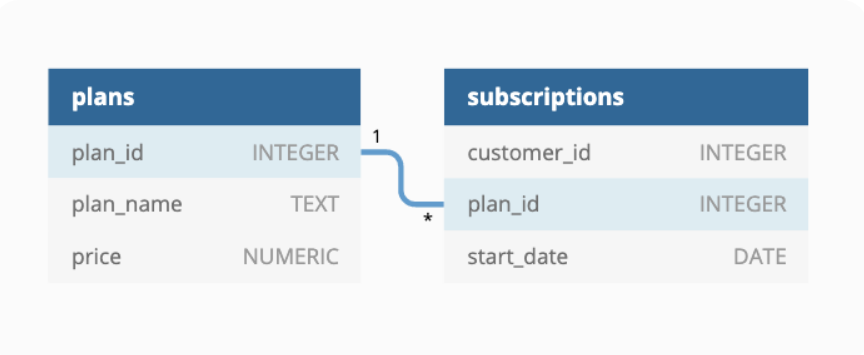 plans
plan_id INTEGER
plan_name TEXT
price NUMERIC
1
*
subscriptions
customer_id INTEGER
plan_id INTEGER
start_date DATE